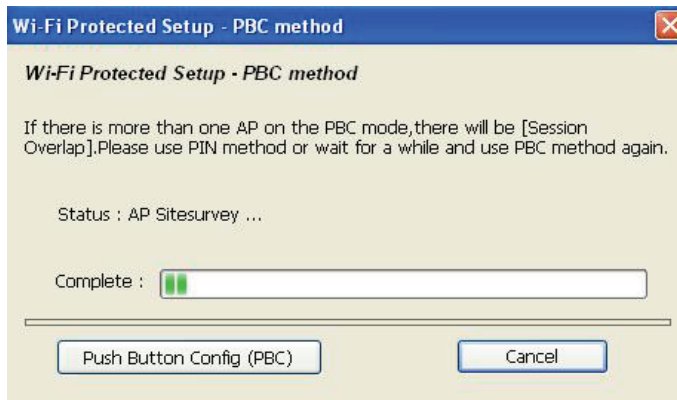 Wi-Fi Protected Setup - PBC method
Wi-Fi Protected Setup - PBC method
If there is more than one AP on the PBC mode,there will be [Session
Overlap].Please use PIN method or wait for a while and use PBC method again.
Status : AP Sitesurvey ...
Complete :
Push Button Config (PBC)
Cancel